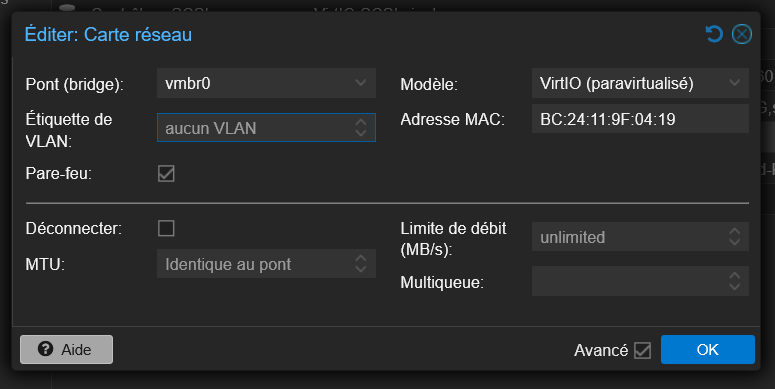 Éditer: Carte réseau
Pont (bridge): vmbr0
Modèle: VirtIO (paravirtualisé)
Étiquette de VLAN: aucun VLAN
Adresse MAC: BC:24:11:9F:04:19
Pare-feu:
Déconnecter:
Limite de débit (MB/s): unlimited
MTU: Identique au pont
Multiqueue:
Aide
Avancé
OK